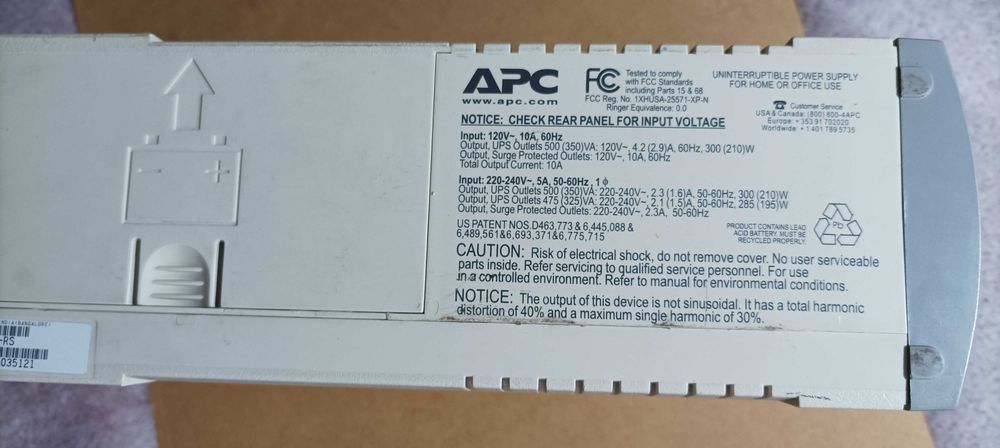 APC
www.apc.com
FC
Tested to comply
with FCC Standards
including Parts 15 & 68
FCC Reg. No. 1XHUSA-25571-XP-N
Ringer Equivalence: 0.0
UNINTERRUPTIBLE POWER SUPPLY
FOR HOME OR OFFICE USE
Customer Service
USA & Canada: (800) 800-4APC
Europe: +353 91 702020
Worldwide +1 401 789 5735
NOTICE: CHECK REAR PANEL FOR INPUT VOLTAGE
Input: 120V~, 10A, 60Hz
Output, UPS Outlets 500 (350)VA: 120V~, 4.2 (2.9)A, 60Hz, 300 (210)W
Output, Surge Protected Outlets: 120V~, 10A, 60Hz
Total Output Current: 10A
Input: 220-240V~, 5A, 50-60Hz , 1 ϕ
Output, UPS Outlets 500 (350)VA: 220-240V~, 2.3 (1.6)A, 50-60Hz, 300 (210)W
Output, UPS Outlets 475 (325)VA: 220-240V~, 2.1 (1.5)A, 50-60Hz, 285 (195)W
Output, Surge Protected Outlets: 220-240V~, 2.3A, 50-60Hz
US PATENT NOS.D463,773 & 6,445,088 &
6,489,561&6,693,371&6,775,715
PRODUCT CONTAINS LEAD
ACID BATTERY. MUST BE
RECYCLED PROPERLY.
Pb
CAUTION: Risk of electrical shock, do not remove cover. No user serviceable
parts inside. Refer servicing to qualified service personnel. For use
in a controlled environment. Refer to manual for environmental conditions.
NOTICE: The output of this device is not sinusoidal. It has a total harmonic
distortion of 40% and a maximum single harmonic of 30%.
- +
(BANGALORE)
-RS
035121